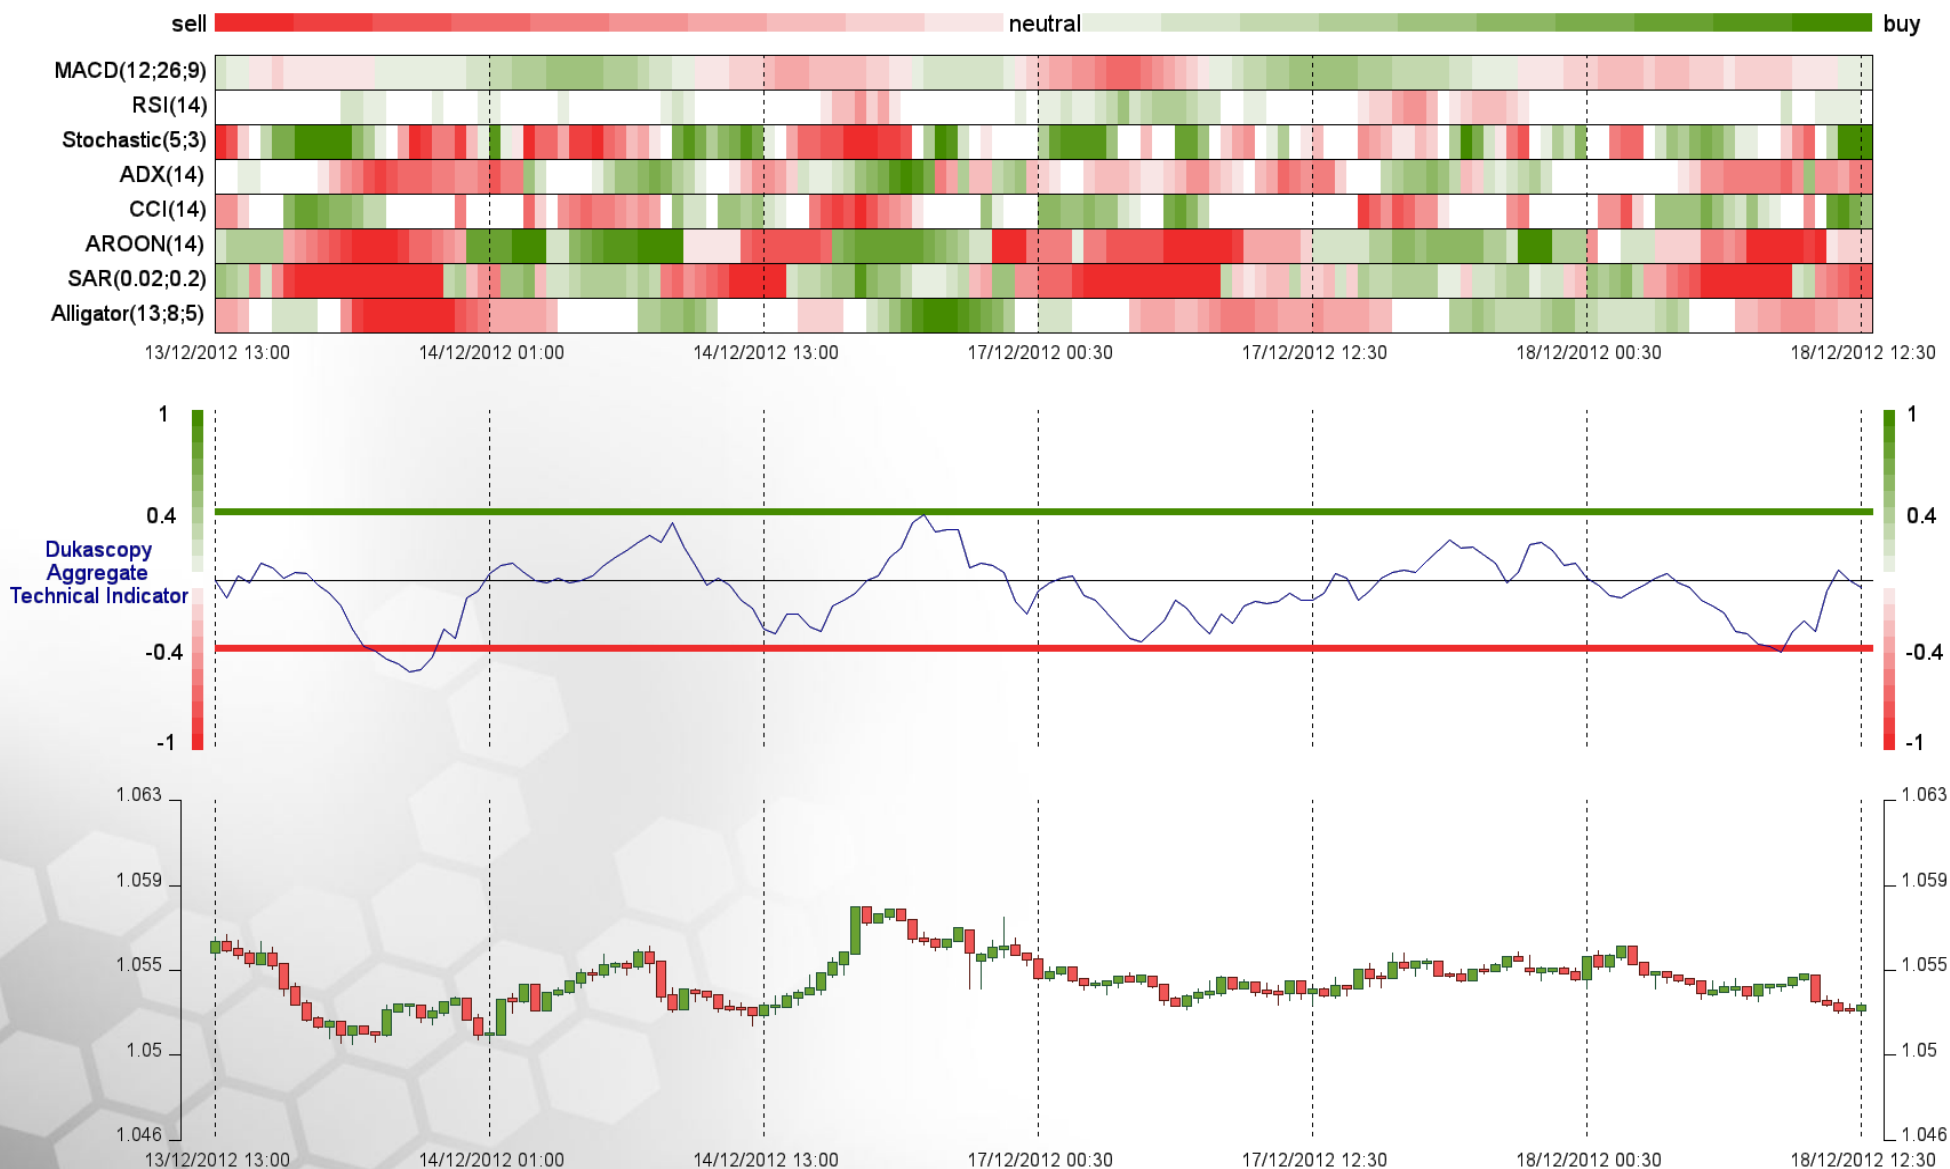 sell neutral buy
MACD(12;26;9)
RSI(14)
Stochastic(5;3)
ADX(14)
CCI(14)
AROON(14)
SAR(0.02;0.2)
Alligator(13;8;5)
13/12/2012 13:00 14/12/2012 01:00 14/12/2012 13:00 17/12/2012 00:30 17/12/2012 12:30 18/12/2012 00:30 18/12/2012 12:30
1 1
0.4 0.4
Dukascopy
Aggregate
Technical Indicator
-0.4 -0.4
-1 -1
1.063 1.063
1.059 1.059
1.055 1.055
1.05 1.05
1.046 1.046
13/12/2012 13:00 14/12/2012 01:00 14/12/2012 13:00 17/12/2012 00:30 17/12/2012 12:30 18/12/2012 00:30 18/12/2012 12:30